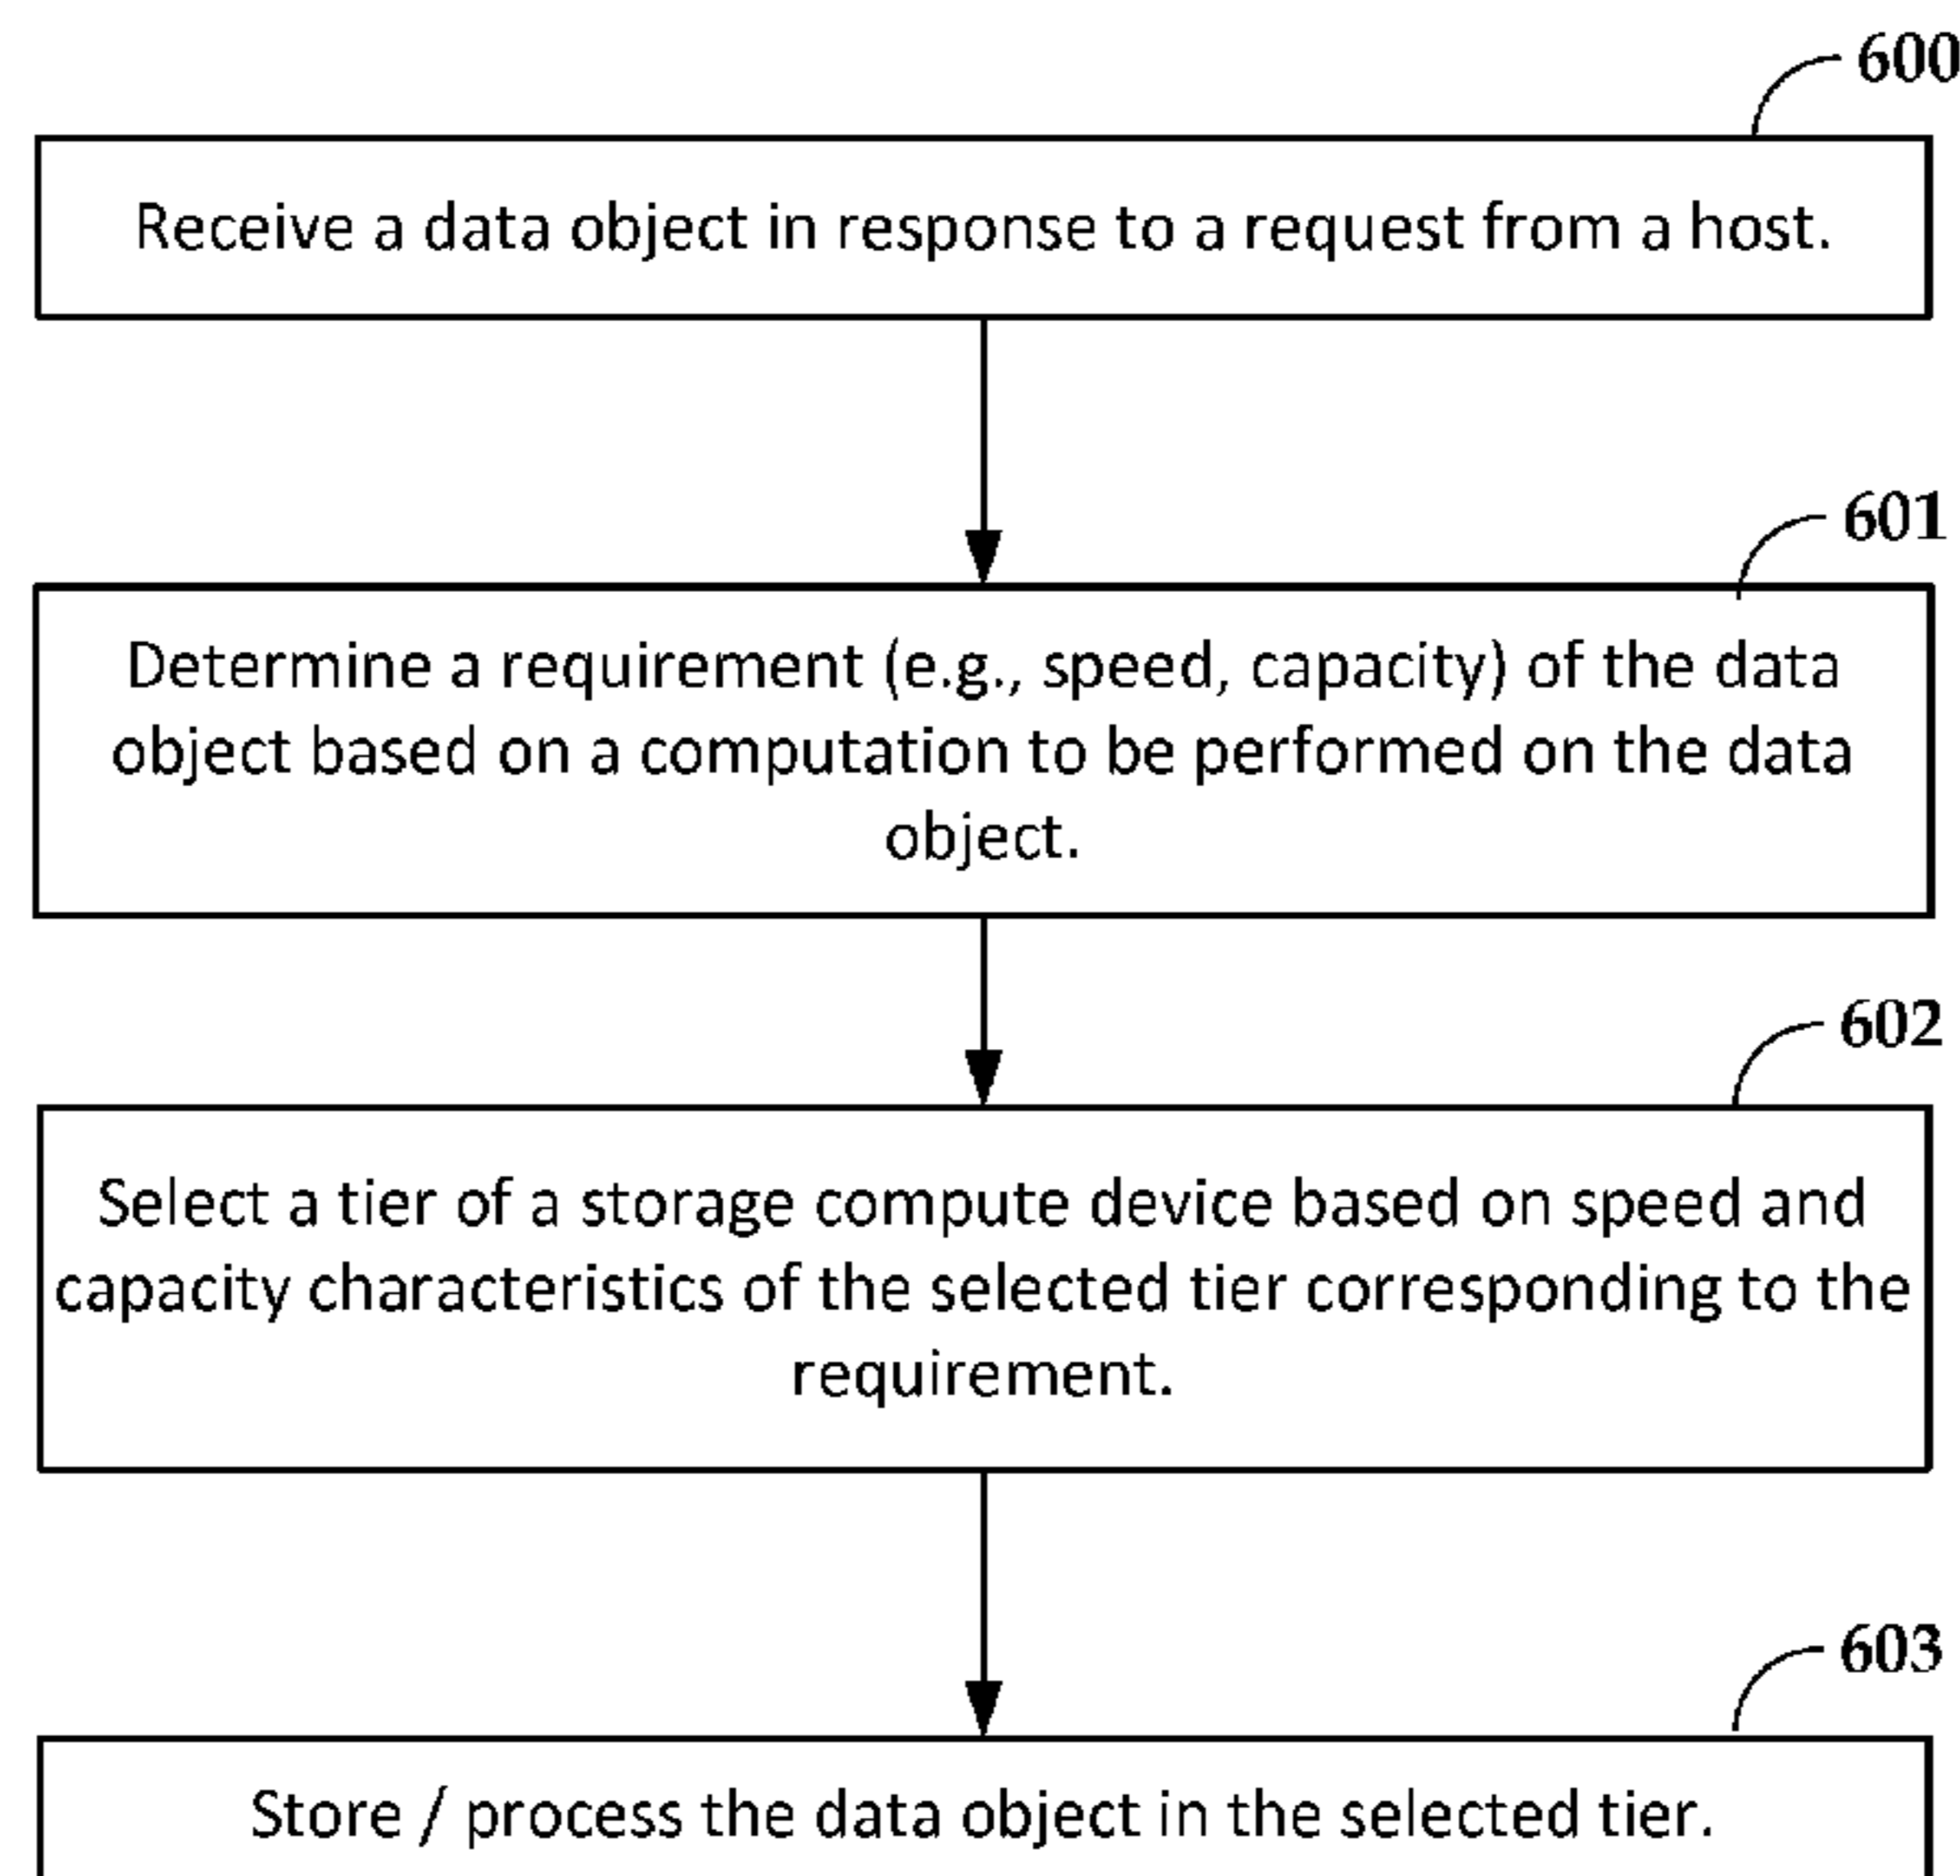 600
Receive a data object in response to a request from a host.
601
Determine a requirement (e.g., speed, capacity) of the data
object based on a computation to be performed on the data
object.
602
Select a tier of a storage compute device based on speed and
capacity characteristics of the selected tier corresponding to the
requirement.
603
Store / process the data object in the selected tier.